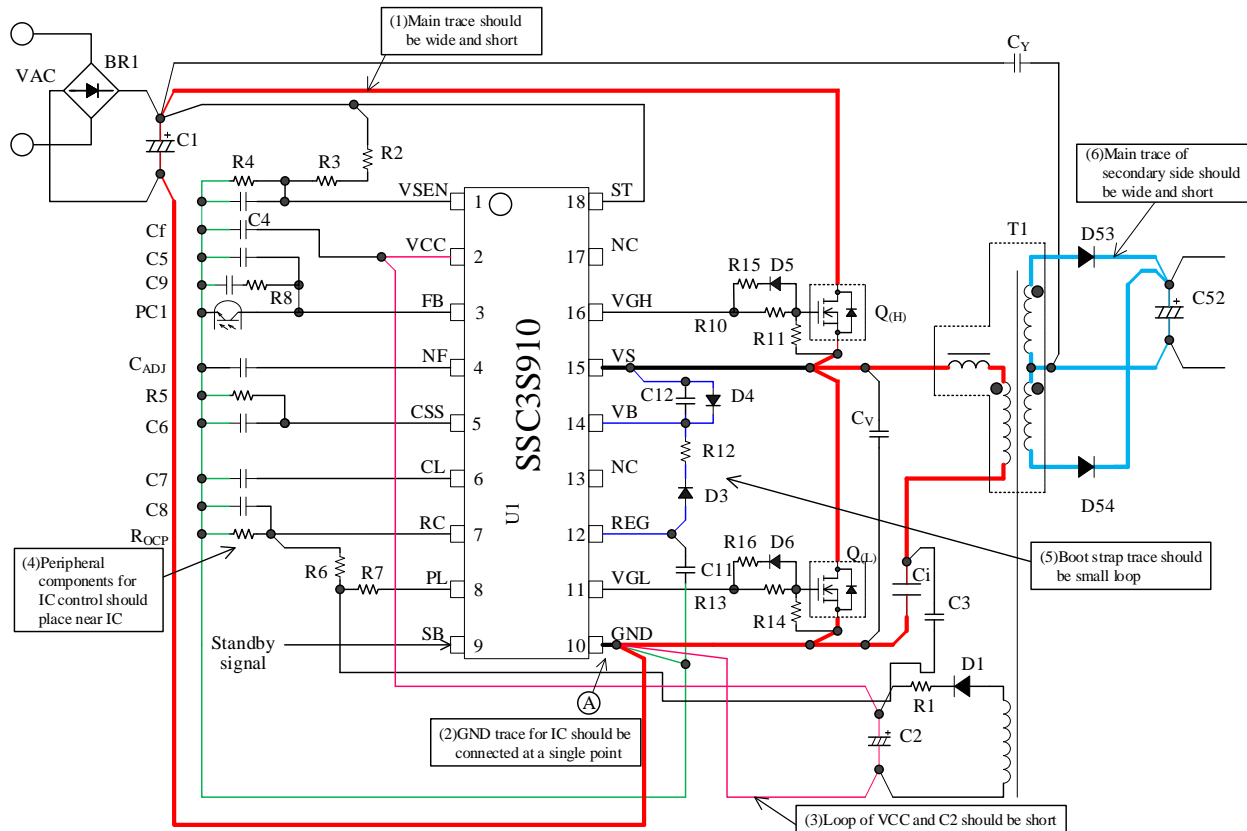 (1)Main trace should
be wide and short
CY
VAC
BR1
C1
R2
R4
R3
(6)Main trace of
secondary side should
be wide and short
VSEN
1
18
ST
C4
Cf
VCC
2
17
NC
T1
D53
C5
C9
R8
R15
D5
C52
PC1
FB
3
16
VGH
R10
R11
Q(H)
CADJ
NF
4
15
VS
R5
C12
D4
C6
CSS
5
14
VB
CV
SSC3S910
R12
C7
CL
6
13
NC
D3
D54
C8
U1
ROCP
RC
7
12
REG
(4)Peripheral
components for
IC control should
place near IC
R6
R7
C11
R16
D6
Q(L)
(5)Boot strap trace should
be small loop
PL
8
11
VGL
R13
R14
Ci
C3
Standby
signal
SB
9
10
GND
A
D1
R1
(2)GND trace for IC should be
connected at a single point
C2
(3)Loop of VCC and C2 should be short